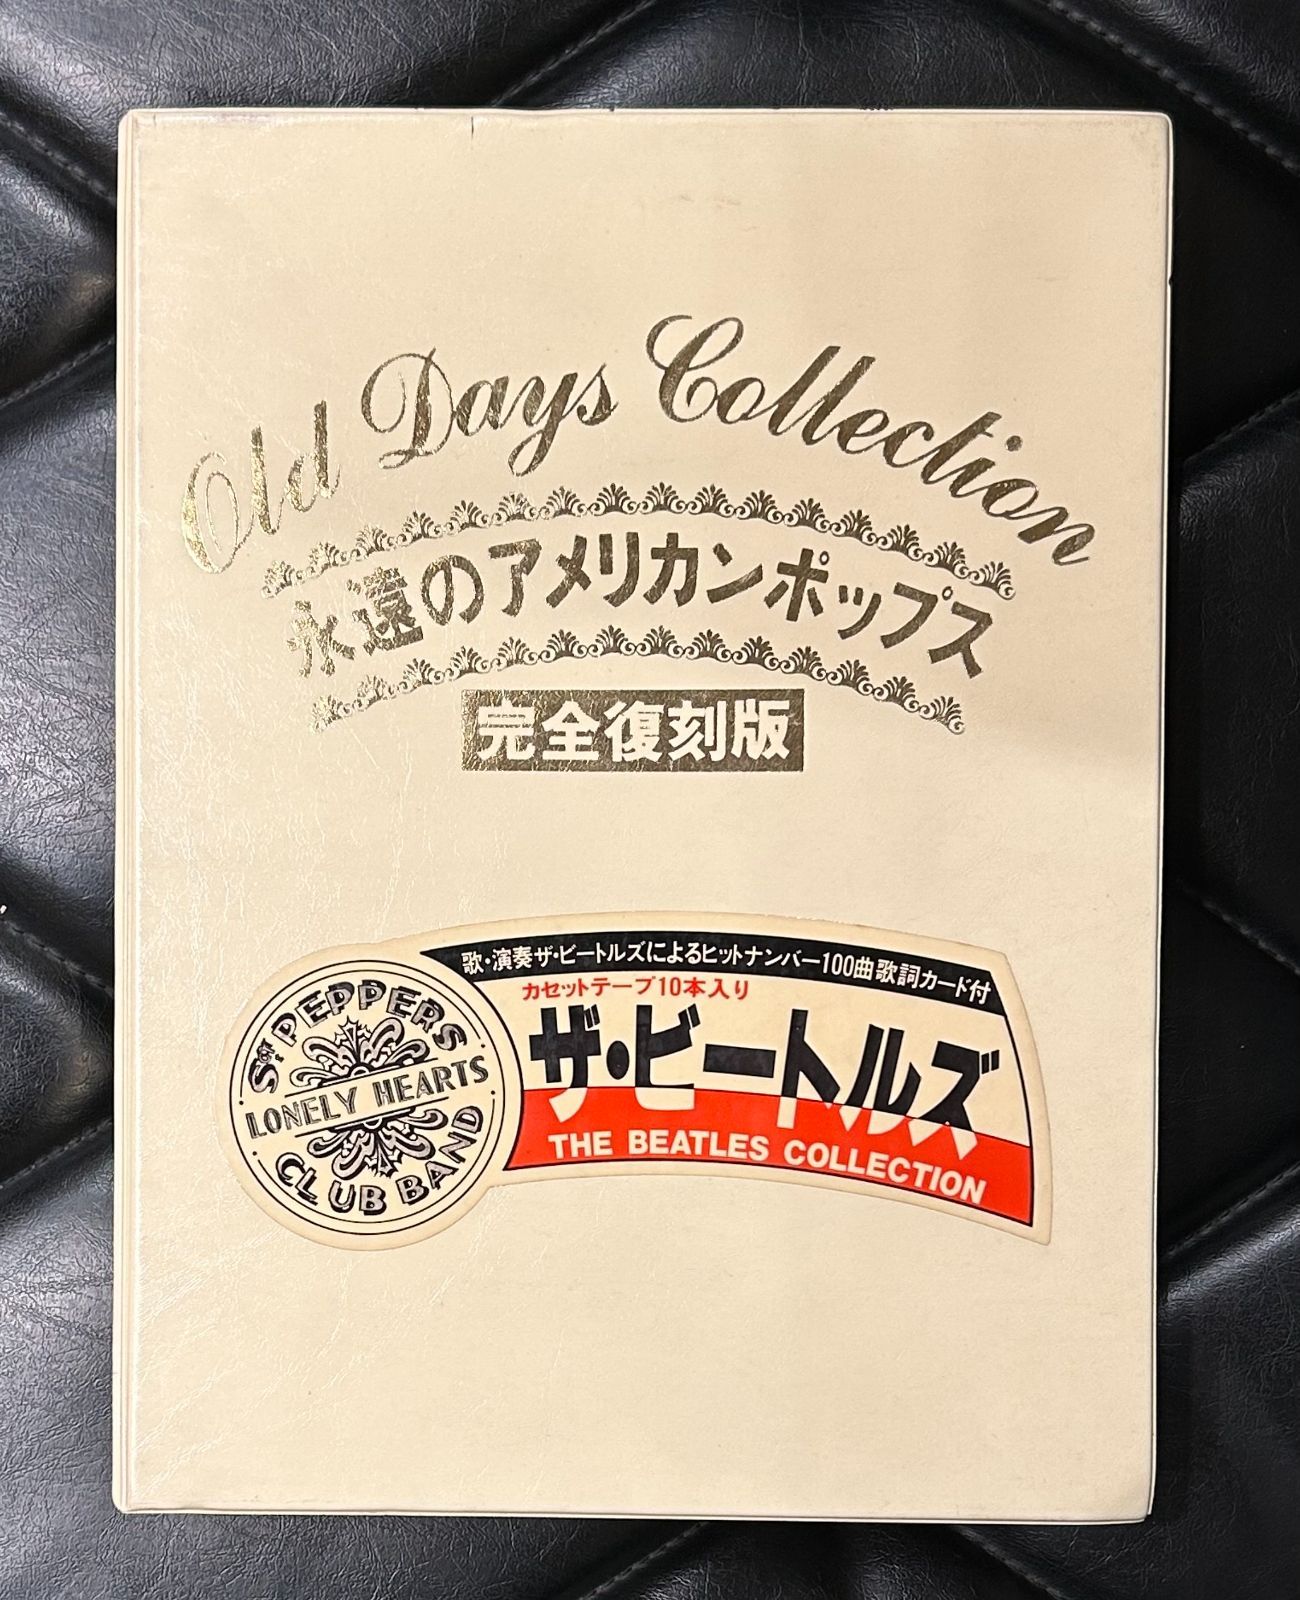 Old Days Collection
永遠のアメリカンポップス
完全復刻版
歌・演奏ザ・ビートルズによるヒットナンバー100曲歌詞カード付
カセットテープ10本入り
ザ・ビートルズ
THE BEATLES COLLECTION
SGT. PEPPERS
LONELY HEARTS
CLUB BAND